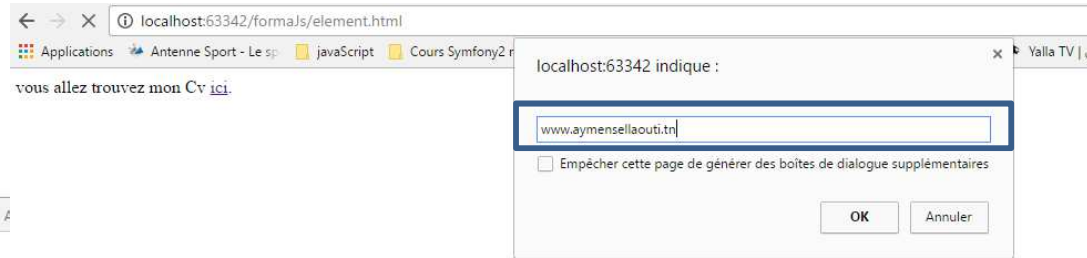 localhost:63342/formaJs/element.html
Applications Antenne Sport - Le sp javaScript Cours Symfony2 r Yalla TV |
vous allez trouvez mon Cv ici.
localhost:63342 indique :
www.aymensellaouti.tn
Empêcher cette page de générer des boîtes de dialogue supplémentaires
OK Annuler